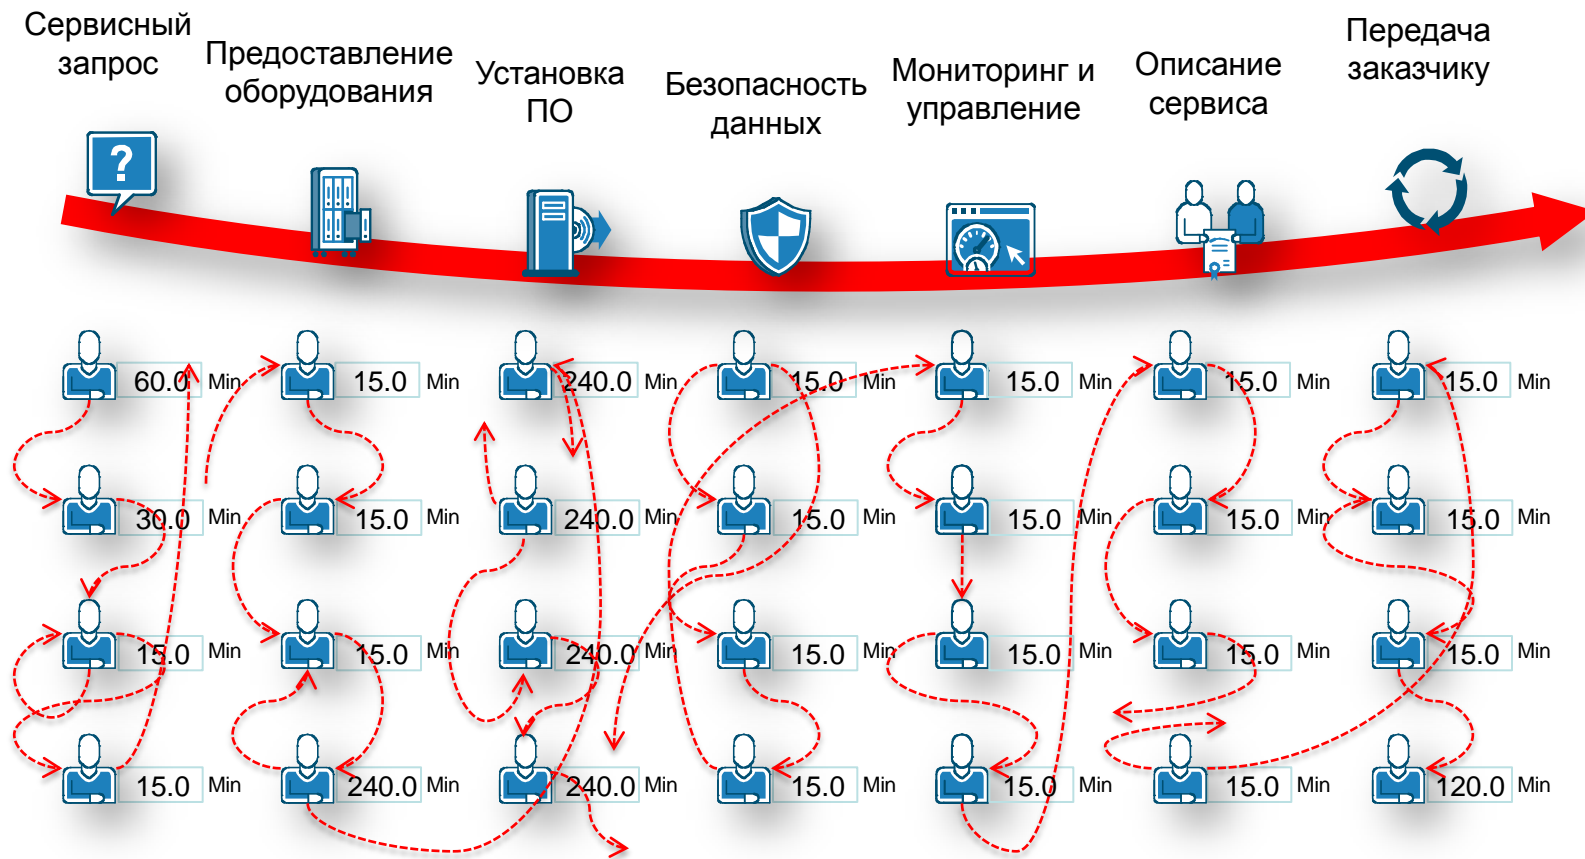 Сервисный
запрос
Предоставление
оборудования
Установка
ПО
Безопасность
данных
Мониторинг и
управление
Описание
сервиса
Передача
заказчику
?
60.0 Min 15.0 Min 240.0 Min 15.0 Min 15.0 Min 15.0 Min 15.0 Min
30.0 Min 15.0 Min 240.0 Min 15.0 Min 15.0 Min 15.0 Min 15.0 Min
15.0 Min 15.0 Min 240.0 Min 15.0 Min 15.0 Min 15.0 Min 15.0 Min
15.0 Min 240.0 Min 240.0 Min 15.0 Min 15.0 Min 15.0 Min 120.0 Min